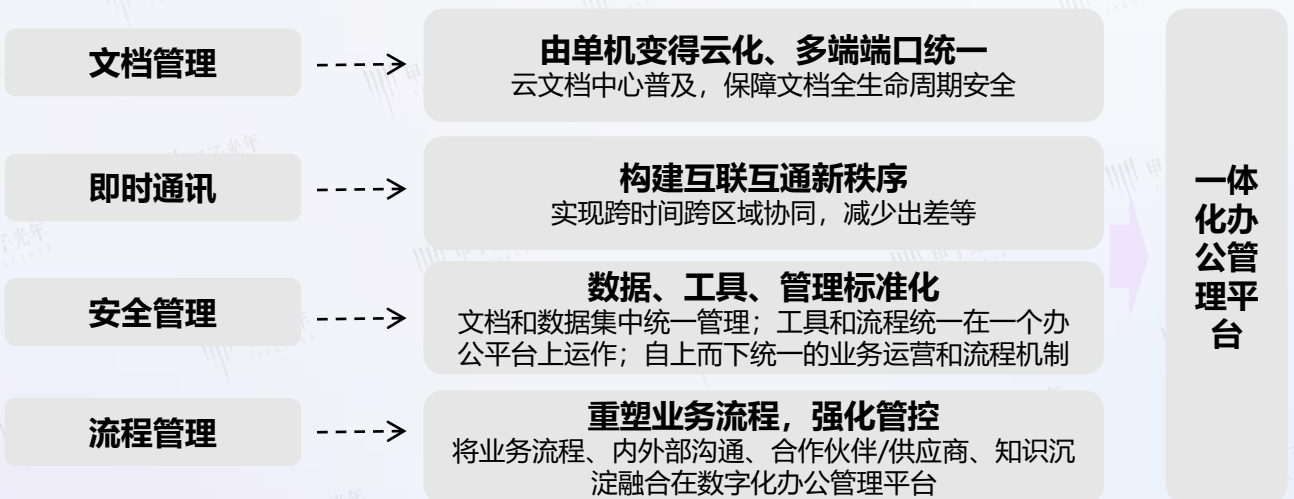 文档管理
由单机变得云化、多端端口统一
云文档中心普及，保障文档全生命周期安全
即时通讯
构建互联互通新秩序
实现跨时间跨区域协同，减少出差等
安全管理
数据、工具、管理标准化
文档和数据集中统一管理；工具和流程统一在一个办
公平台上运作；自上而下统一的业务运营和流程机制
流程管理
重塑业务流程，强化管控
将业务流程、内外部沟通、合作伙伴/供应商、知识沉
淀融合在数字化办公管理平台
一体
化办
公管
理平
台